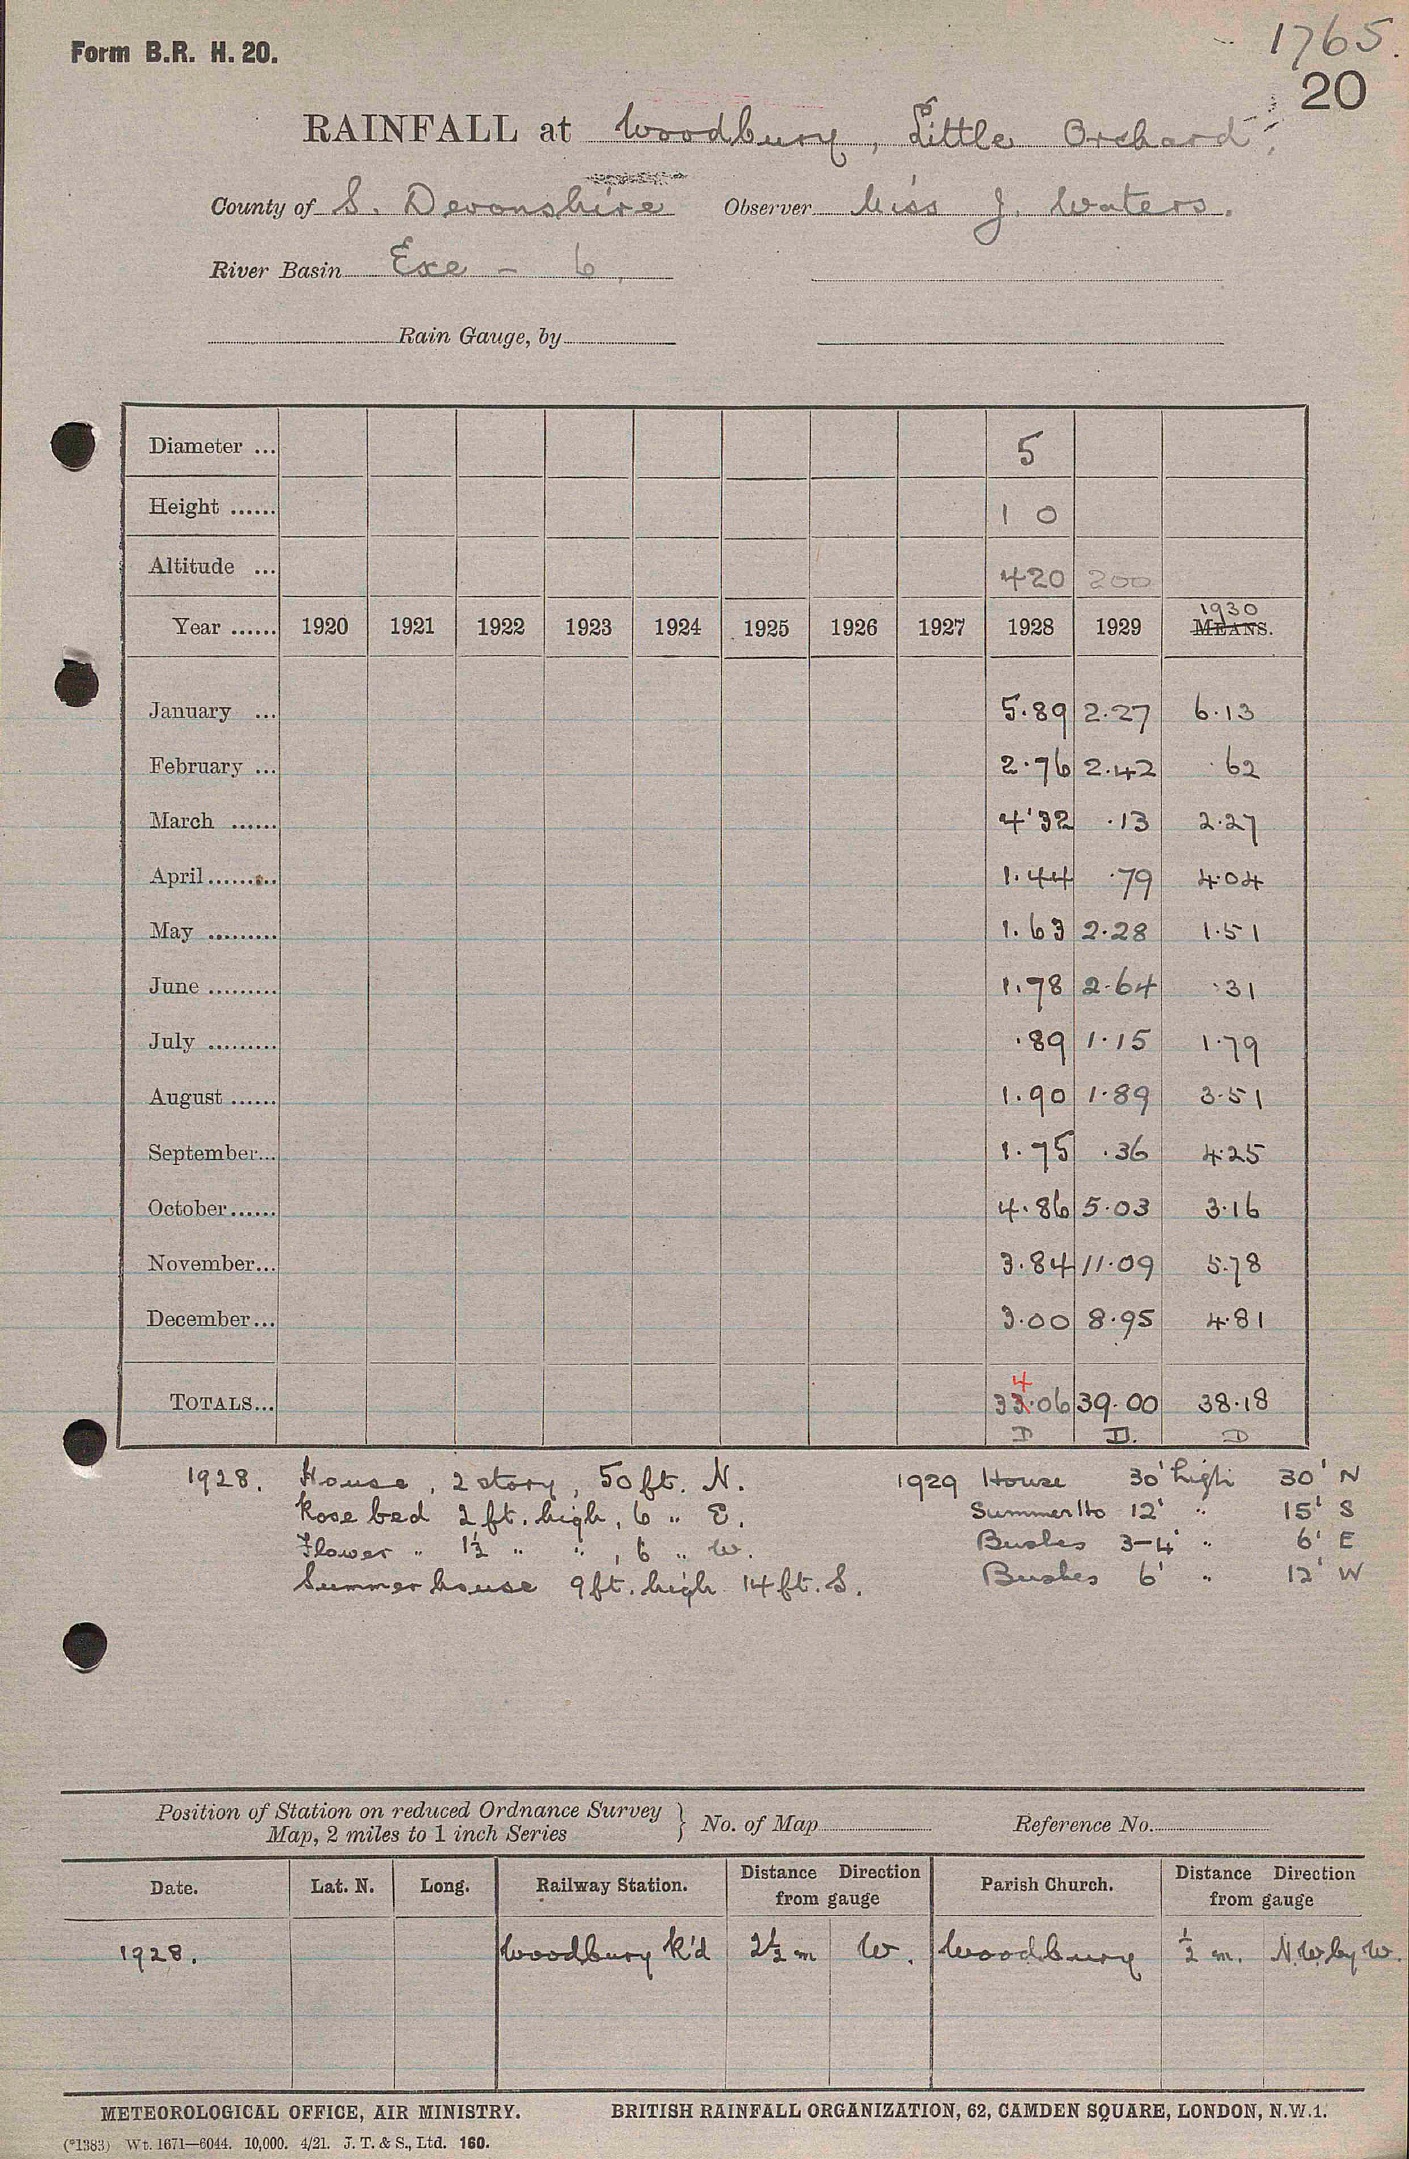 1765.
Form B.R. H. 20.
20
RAINFALL at Woodbury, Little Orchard,
County of S. Devonshire Observer Miss J. Waters.
River Basin Exe - 6.
Rain Gauge, by
Diameter ... 5
Height ...... 1 0
Altitude ... 420 200
Year ...... 1920 1921 1922 1923 1924 1925 1926 1927 1928 1929 1930 MEANS.
January ... 5.89 2.27 6.13
February ... 2.76 2.42 .62
March ...... 4.32 .13 2.27
April ......... 1.44 .79 4.04
May ......... 1.63 2.28 1.51
June ......... 1.78 2.64 .31
July ......... .89 1.15 1.79
August ...... 1.90 1.89 3.51
September... 1.75 .36 4.25
October ...... 4.86 5.03 3.16
November... 3.84 11.09 5.78
December... 3.00 8.95 4.81
4
TOTALS... 33.06 39.00 38.18
D D. D
1928. House, 2 story, 50 ft. N. 1929 House 30' high 30' N
Rose bed 2 ft. high, 6 " E. Summer Ho 12' " 15' S
Flower " 1½ " " , 6 " W. Bushes 3-4' " 6' E
Summer house 9 ft. high 14 ft. S. Bushes 6' " 12' W
Position of Station on reduced Ordnance Survey Map, 2 miles to 1 inch Series } No. of Map Reference No.
Date. Lat. N. Long. Railway Station. Distance Direction from gauge Parish Church. Distance Direction from gauge
1928. Woodbury R'd 2½ m W. Woodbury ½ m. N.W. by W.
METEOROLOGICAL OFFICE, AIR MINISTRY. BRITISH RAINFALL ORGANIZATION, 62, CAMDEN SQUARE, LONDON, N.W.1.
(*1383) Wt. 1671—6044. 10,000. 4/21. J. T. & S., Ltd. 160.